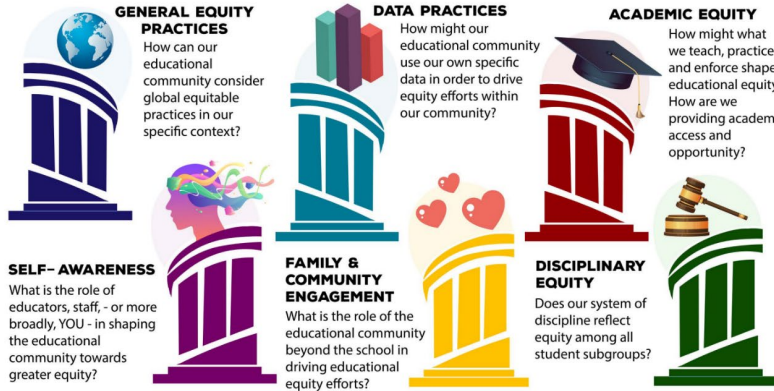 GENERAL EQUITY
PRACTICES
How can our
educational
community consider
global equitable
practices in our
specific context?
DATA PRACTICES
How might our
educational community
use our own specific
data in order to drive
equity efforts within
our community?
ACADEMIC EQUITY
How might what
we teach, practice
and enforce shape
educational equity
How are we
providing academ
access and
opportunity?
SELF-AWARENESS
What is the role of
educators, staff, - or more
broadly, YOU - in shaping
the educational
community towards
greater equity?
FAMILY &
COMMUNITY
ENGAGEMENT
What is the role of the
educational community
beyond the school in
driving educational
equity efforts?
DISCIPLINARY
EQUITY
Does our system of
discipline reflect
equity among all
student subgroups?